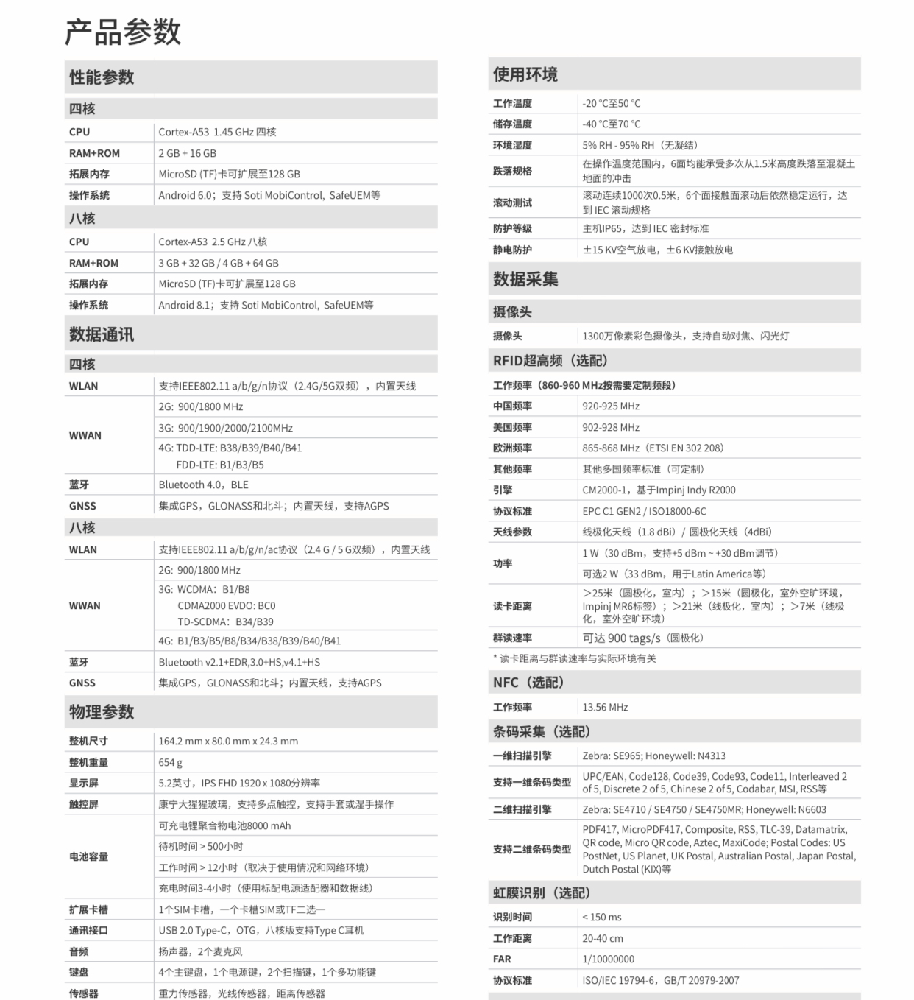 产品参数
性能参数
四核
CPU Cortex-A53 1.45 GHz 四核
RAM+ROM 2 GB + 16 GB
拓展内存 MicroSD (TF)卡可扩展至128 GB
操作系统 Android 6.0；支持 Soti MobiControl, SafeUEM等
八核
CPU Cortex-A53 2.5 GHz 八核
RAM+ROM 3 GB + 32 GB / 4 GB + 64 GB
拓展内存 MicroSD (TF)卡可扩展至128 GB
操作系统 Android 8.1；支持 Soti MobiControl, SafeUEM等
数据通讯
四核
WLAN 支持IEEE802.11 a/b/g/n协议（2.4G/5G双频），内置天线
WWAN
2G: 900/1800 MHz
3G: 900/1900/2000/2100MHz
4G: TDD-LTE: B38/B39/B40/B41
FDD-LTE: B1/B3/B5
蓝牙 Bluetooth 4.0，BLE
GNSS 集成GPS，GLONASS和北斗；内置天线，支持AGPS
八核
WLAN 支持IEEE802.11 a/b/g/n/ac协议（2.4 G / 5 G双频），内置天线
WWAN
2G: 900/1800 MHz
3G: WCDMA：B1/B8
CDMA2000 EVDO: BC0
TD-SCDMA：B34/B39
4G: B1/B3/B5/B8/B34/B38/B39/B40/B41
蓝牙 Bluetooth v2.1+EDR,3.0+HS,v4.1+HS
GNSS 集成GPS，GLONASS和北斗；内置天线，支持AGPS
物理参数
整机尺寸 164.2 mm x 80.0 mm x 24.3 mm
整机重量 654 g
显示屏 5.2英寸，IPS FHD 1920 x 1080分辨率
触控屏 康宁大猩猩玻璃，支持多点触控，支持手套或湿手操作
电池容量
可充电锂聚合物电池8000 mAh
待机时间 > 500小时
工作时间 > 12小时（取决于使用情况和网络环境）
充电时间3-4小时（使用标配电源适配器和数据线）
扩展卡槽 1个SIM卡槽，一个卡槽SIM或TF二选一
通讯接口 USB 2.0 Type-C，OTG，八核版支持Type C耳机
音频 扬声器，2个麦克风
键盘 4个主键盘，1个电源键，2个扫描键，1个多功能键
传感器 重力传感器，光线传感器，距离传感器
使用环境
工作温度 -20 °C至50 °C
储存温度 -40 °C至70 °C
环境湿度 5% RH - 95% RH（无凝结）
跌落规格 在操作温度范围内，6面均能承受多次从1.5米高度跌落至混凝土
地面的冲击
滚动测试 滚动连续1000次0.5米，6个面接触面滚动后依然稳定运行，达
到 IEC 滚动规格
防护等级 主机IP65，达到 IEC 密封标准
静电防护 ±15 KV空气放电，±6 KV接触放电
数据采集
摄像头
摄像头 1300万像素彩色摄像头，支持自动对焦、闪光灯
RFID超高频（选配）
工作频率（860-960 MHz按需要定制频段）
中国频率 920-925 MHz
美国频率 902-928 MHz
欧洲频率 865-868 MHz（ETSI EN 302 208）
其他频率 其他多国频率标准（可定制）
引擎 CM2000-1，基于Impinj Indy R2000
协议标准 EPC C1 GEN2 / ISO18000-6C
天线参数 线极化天线（1.8 dBi）/ 圆极化天线（4dBi）
功率
1 W（30 dBm，支持+5 dBm ~ +30 dBm调节）
可选2 W（33 dBm，用于Latin America等）
读卡距离 >25米（圆极化，室内）；>15米（圆极化，室外空旷环境，
Impinj MR6标签）；>21米（线极化，室内）；>7米（线极
化，室外空旷环境）
群读速率 可达 900 tags/s（圆极化）
* 读卡距离与群读速率与实际环境有关
NFC（选配）
工作频率 13.56 MHz
条码采集（选配）
一维扫描引擎 Zebra: SE965; Honeywell: N4313
支持一维条码类型 UPC/EAN, Code128, Code39, Code93, Code11, Interleaved 2
of 5, Discrete 2 of 5, Chinese 2 of 5, Codabar, MSI, RSS等
二维扫描引擎 Zebra: SE4710 / SE4750 / SE4750MR; Honeywell: N6603
支持二维条码类型 PDF417, MicroPDF417, Composite, RSS, TLC-39, Datamatrix,
QR code, Micro QR code, Aztec, MaxiCode; Postal Codes: US
PostNet, US Planet, UK Postal, Australian Postal, Japan Postal,
Dutch Postal (KIX)等
虹膜识别（选配）
识别时间 < 150 ms
工作距离 20-40 cm
FAR 1/10000000
协议标准 ISO/IEC 19794-6，GB/T 20979-2007